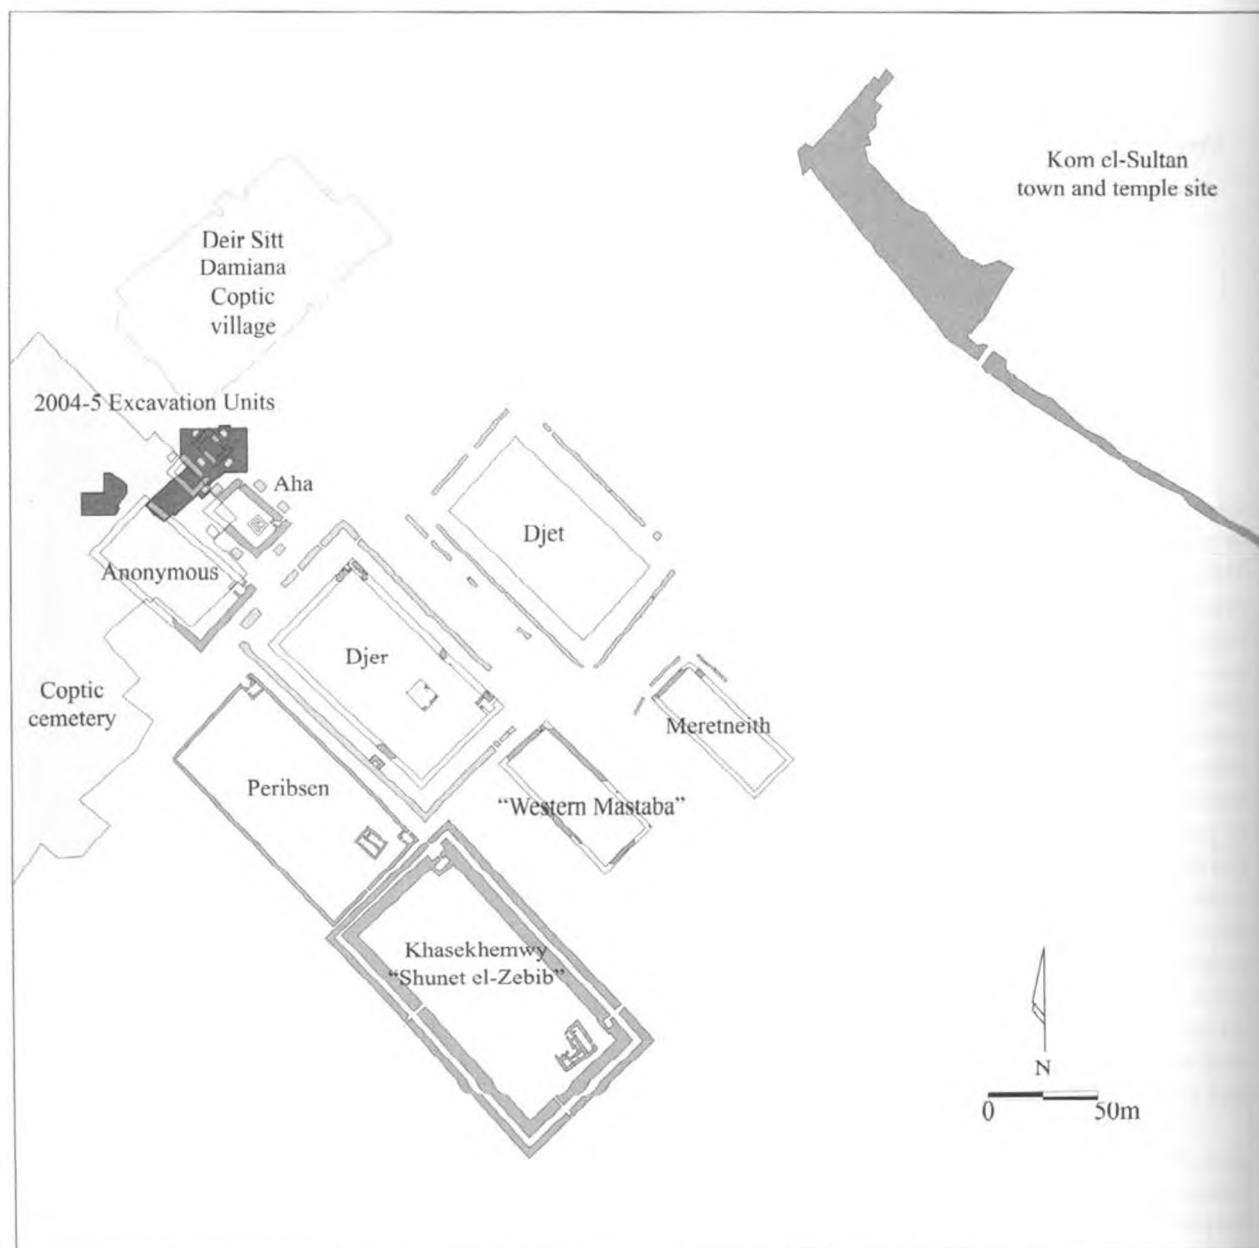 Kom el-Sultan
town and temple site
Deir Sitt
Damiana
Coptic
village
2004-5 Excavation Units
Aha
Djet
Anonymous
Djer
Coptic
cemetery
Meretneith
Peribsen
“Western Mastaba”
Khasekhemwy
“Shunet el-Zebib”
N
0 50m